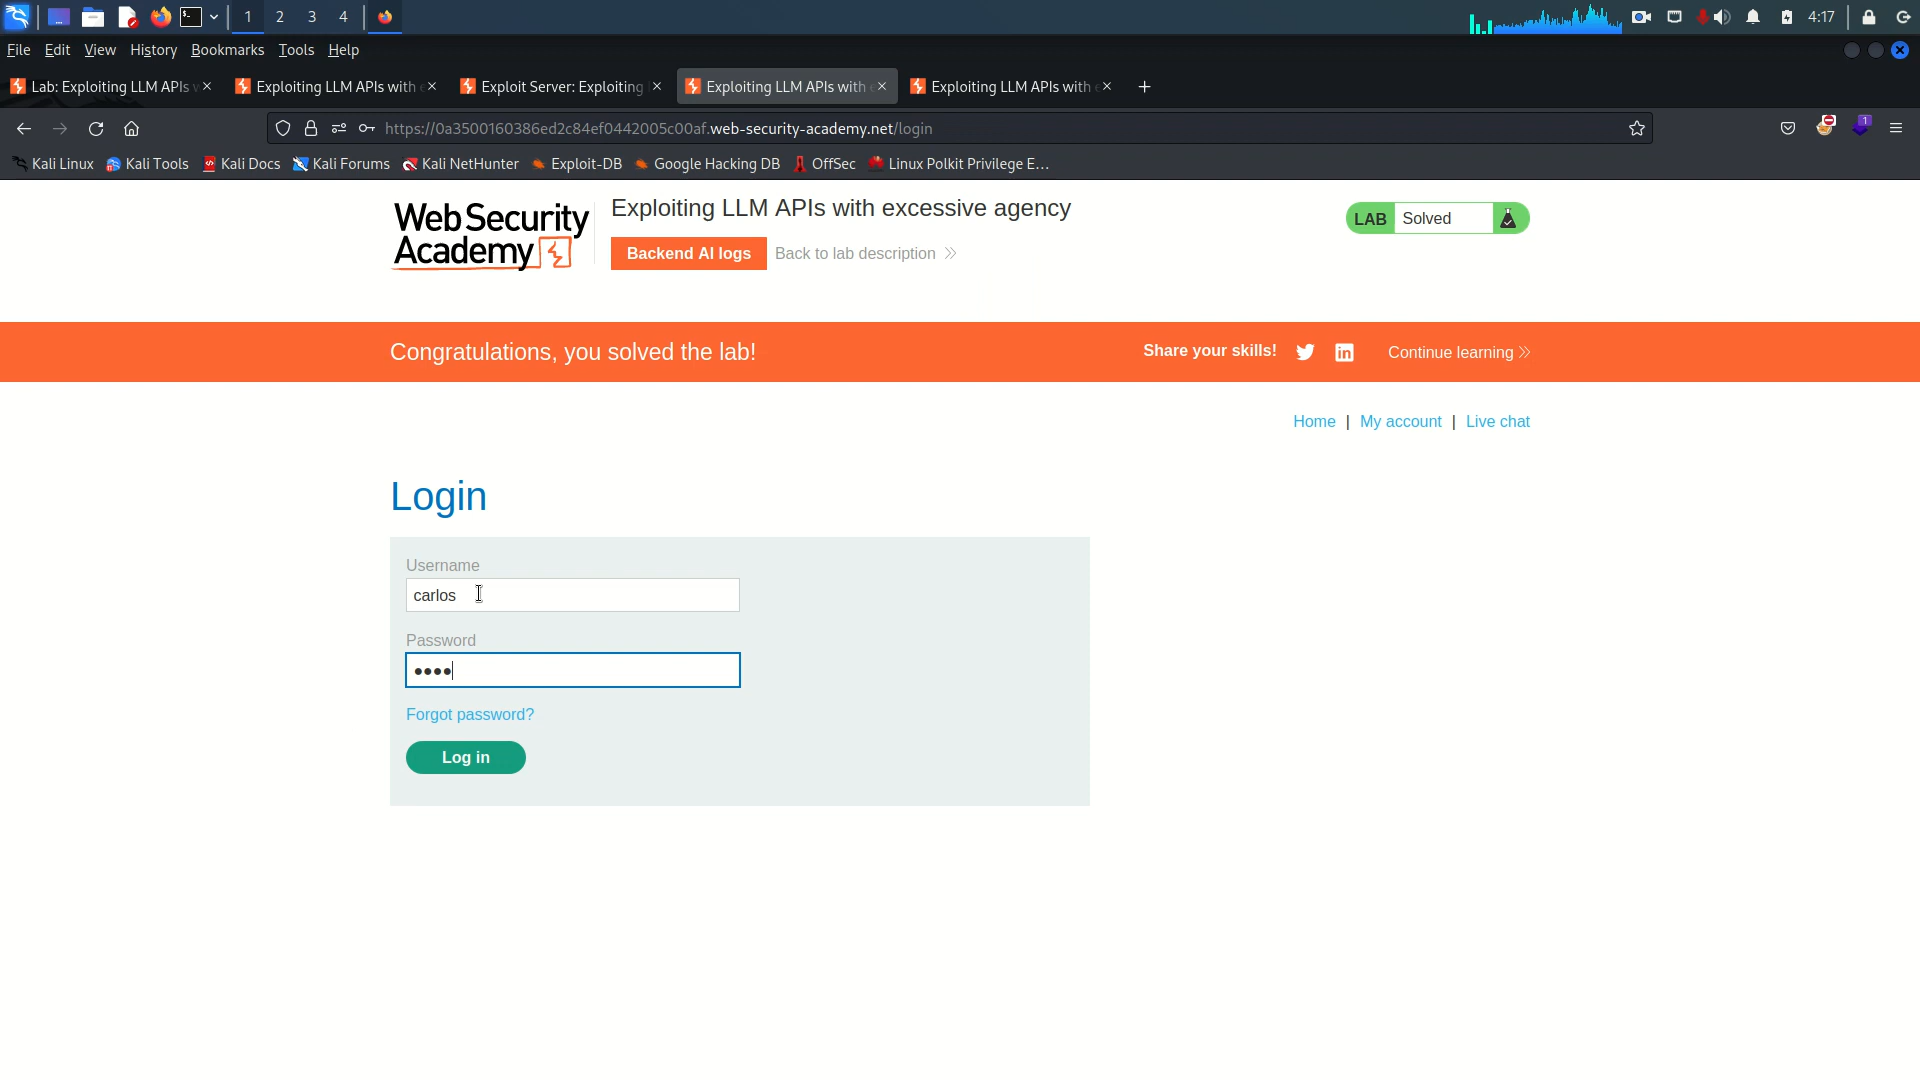 1 2 3 4 4:17
File Edit View History Bookmarks Tools Help
Lab: Exploiting LLM APIs Exploiting LLM APIs with Exploit Server: Exploiting Exploiting LLM APIs with Exploiting LLM APIs with
https://0a3500160386ed2c84ef0442005c00af.web-security-academy.net/login 1
Kali Linux Kali Tools Kali Docs Kali Forums Kali NetHunter Exploit-DB Google Hacking DB OffSec Linux Polkit Privilege E...
WebSecurity
Academy
Exploiting LLM APIs with excessive agency
Backend AI logs Back to lab description
LAB Solved
Congratulations, you solved the lab! Share your skills! Continue learning
Home | My account | Live chat
Login
Username
carlos
Password
••••
Forgot password?
Log in